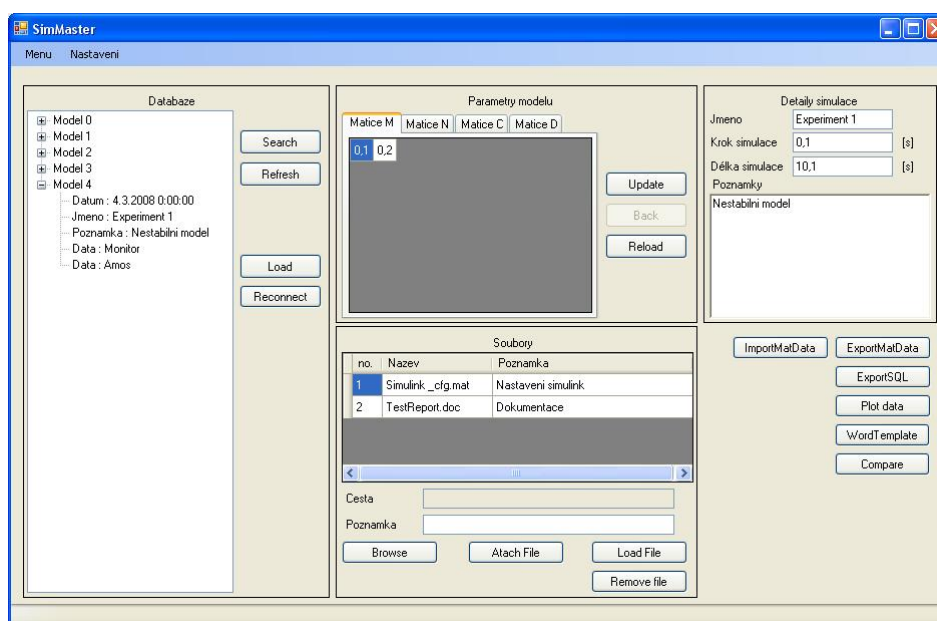 SimMaster
Menu Nastaveni
Databaze
Model 0
Model 1
Model 2
Model 3
Model 4
Datum : 4.3.2008 0:00:00
Jmeno : Experiment 1
Poznamka : Nestabilni model
Data : Monitor
Data : Amos
Search
Refresh
Load
Reconnect
Parametry modelu
Matice M Matice N Matice C Matice D
0,1 0,2
Update
Back
Reload
Soubory
no. Nazev Poznamka
1 Simulink _cfg.mat Nastaveni simulink
2 TestReport.doc Dokumentace
Cesta
Poznamka
Browse Atach File Load File
Remove file
Detaily simulace
Jmeno Experiment 1
Krok simulace 0,1 [s]
Délka simulace 10,1 [s]
Poznamky
Nestabilni model
ImportMatData ExportMatData
ExportSQL
Plot data
WordTemplate
Compare